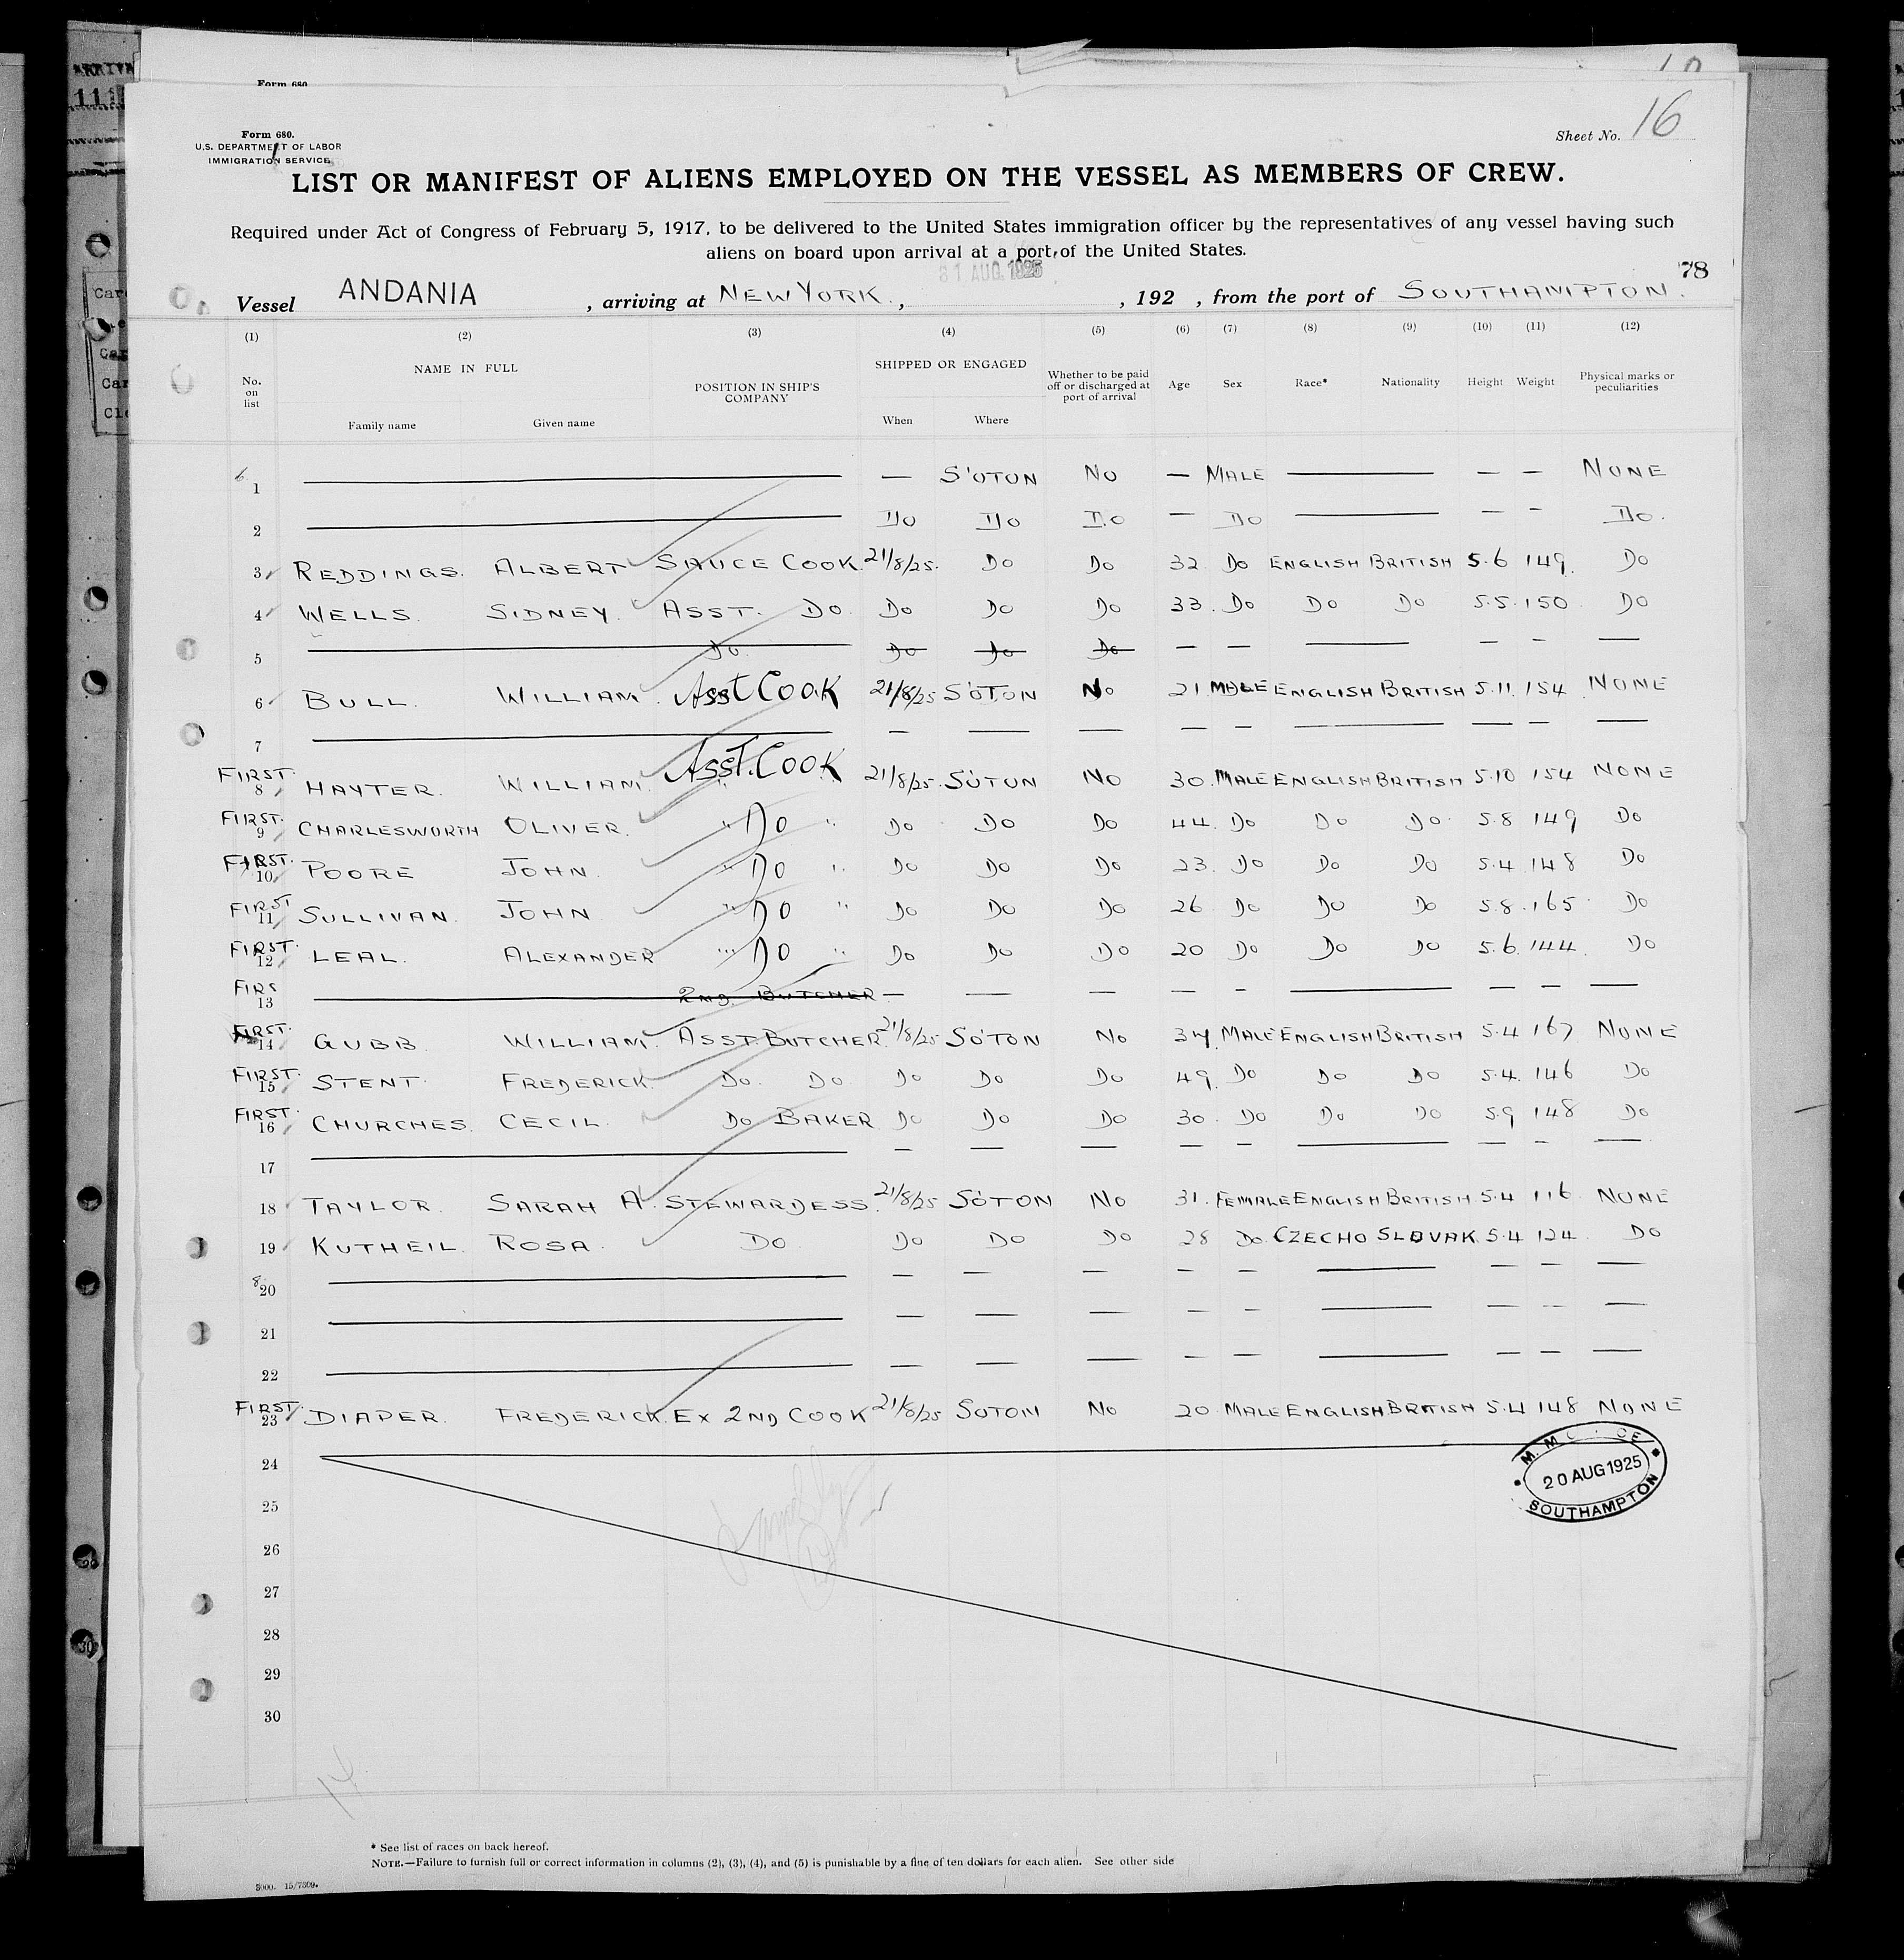 ARRIVA
111
Form 680
10
Form 680.
U.S. DEPARTMENT OF LABOR
IMMIGRATION SERVICE
Sheet No. 16
LIST OR MANIFEST OF ALIENS EMPLOYED ON THE VESSEL AS MEMBERS OF CREW.
Required under Act of Congress of February 5, 1917, to be delivered to the United States immigration officer by the representatives of any vessel having such
aliens on board upon arrival at a port of the United States.
31 AUG. 1925
78
Vessel ANDANIA , arriving at NEW YORK. , , 192 , from the port of SOUTHAMPTON.
(1) (2) (3) (4) (5) (6) (7) (8) (9) (10) (11) (12)
No. on list NAME IN FULL POSITION IN SHIP'S COMPANY SHIPPED OR ENGAGED Whether to be paid off or discharged at port of arrival Age Sex Race* Nationality Height Weight Physical marks or peculiarities
Family name Given name When Where
6 1 — S'OTON NO — MALE — — — NONE
2 Do Do Do — Do — — — Do.
3 REDDINGS. ALBERT SAUCE COOK. 21/8/25. Do Do 32 Do ENGLISH BRITISH 5.6 149. Do
4 WELLS. SIDNEY. ASST. Do. Do Do Do 33. Do Do Do 5.5. 150. Do
5 Do. Do Do Do — — — — — —
6 BULL. WILLIAM. Asst Cook 21/8/25 S'OTON No 21 MALE ENGLISH BRITISH 5.11. 154 NONE
7 — — — — — — — — —
FIRST. 8 HAYTER. WILLIAM. Asst. Cook 21/8/25. S'OTON NO 30. MALE ENGLISH BRITISH 5.10 154 NONE
FIRST. 9 CHARLESWORTH OLIVER. " Do " Do Do Do 44. Do Do Do. 5.8 149 Do
FIRST. 10 POORE JOHN. " Do " Do Do Do 23. Do Do Do 5.4. 148 Do
FIRST 11 SULLIVAN. JOHN " Do " Do Do Do 26 Do Do Do 5.8. 165 Do
FIRST. 12 LEAL. ALEXANDER " Do " Do Do Do 20 Do Do Do 5.6. 144. Do
FIRS 13 2ND. BUTCHER — — — — — — — — —
FIRST. 14 GUBB. WILLIAM. ASST BUTCHER. 21/8/25 S'OTON No MALE ENGLISH BRITISH 5.4 167 NONE
FIRST. 15 STENT. FREDERICK. Do. Do Do Do Do 49. Do Do Do 5.4. 146 Do
FIRST. 16 CHURCHES. CECIL. Do BAKER. Do Do Do 30. Do Do Do 5.9 148 Do
17 — — — — — — — — —
18 TAYLOR. SARAH A. STEWARDESS. 21/8/25 S'OTON No 31. FEMALE ENGLISH BRITISH 5.4 116. NONE
19 KUTHEIL. ROSA. Do. Do Do Do 28 Do. CZECHO SLOVAK. 5.4 124. Do
8 20 — — — — — — — — —
21 — — — — — — — — —
22 — — — — — — — — —
FIRST. 23 DIAPER. FREDERICK. EX 2ND COOK 21/8/25 SOTON No 20 MALE ENGLISH BRITISH 5.4 148 NONE
24
25
26
27
28
29
30
20 AUG 1925
SOUTHAMPTON
14
* See list of races on back hereof.
NOTE.—Failure to furnish full or correct information in columns (2), (3), (4), and (5) is punishable by a fine of ten dollars for each alien. See other side
5000. 15/7309.